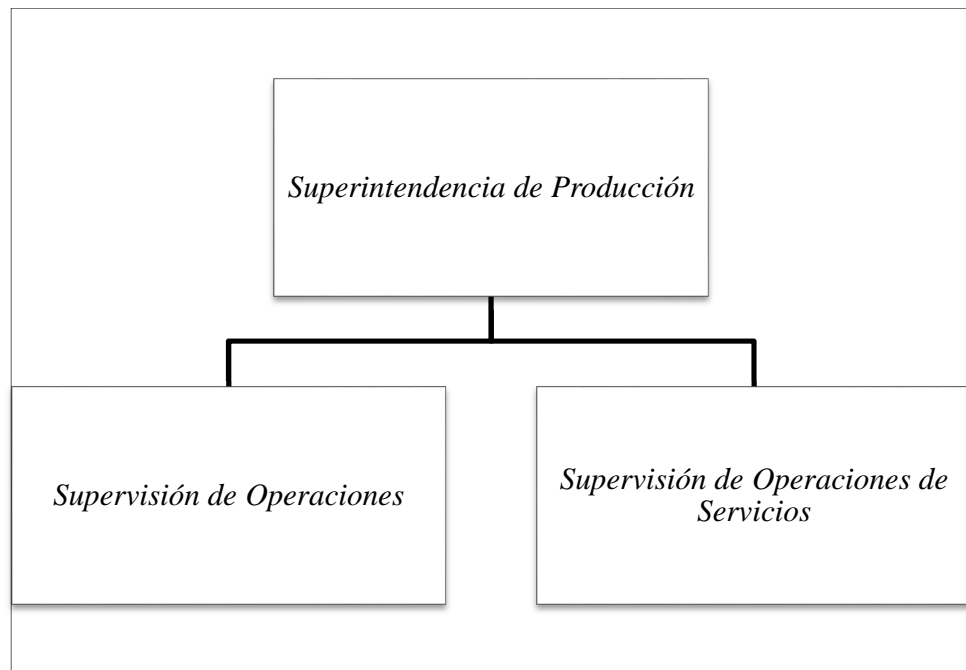 Superintendencia de Producción
Supervisión de Operaciones
Supervisión de Operaciones de
Servicios